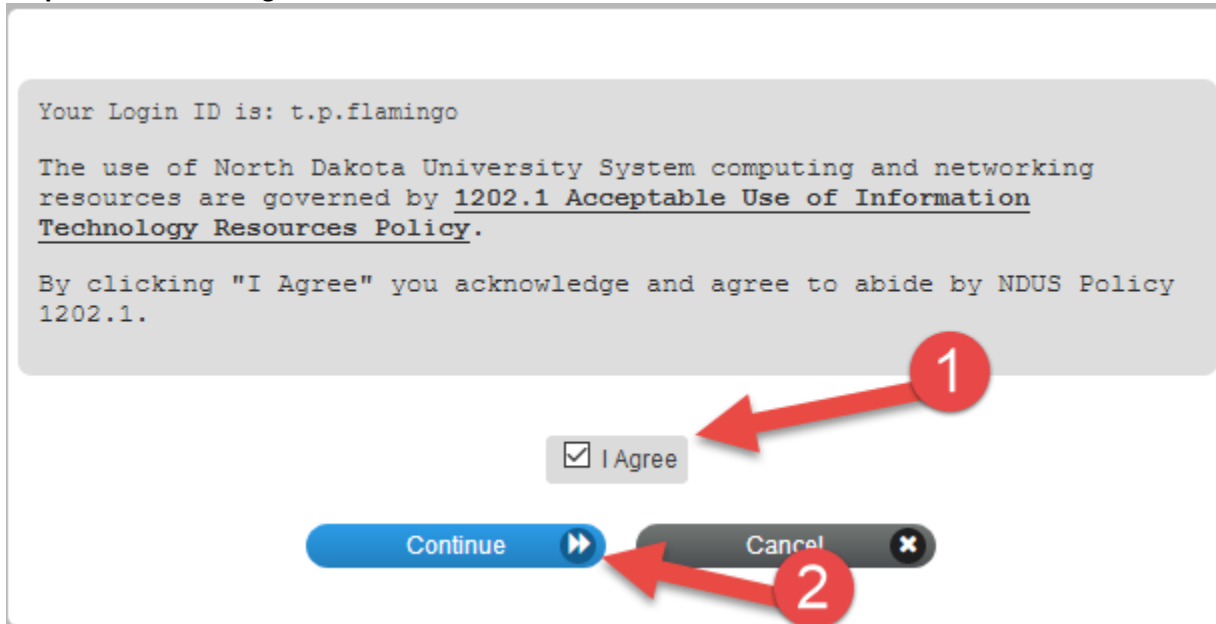 Your Login ID is: t.p.flamingo
The use of North Dakota University System computing and networking
resources are governed by 1202.1 Acceptable Use of Information
Technology Resources Policy.
By clicking "I Agree" you acknowledge and agree to abide by NDUS Policy
1202.1.
1
I Agree
Continue Cancel
2